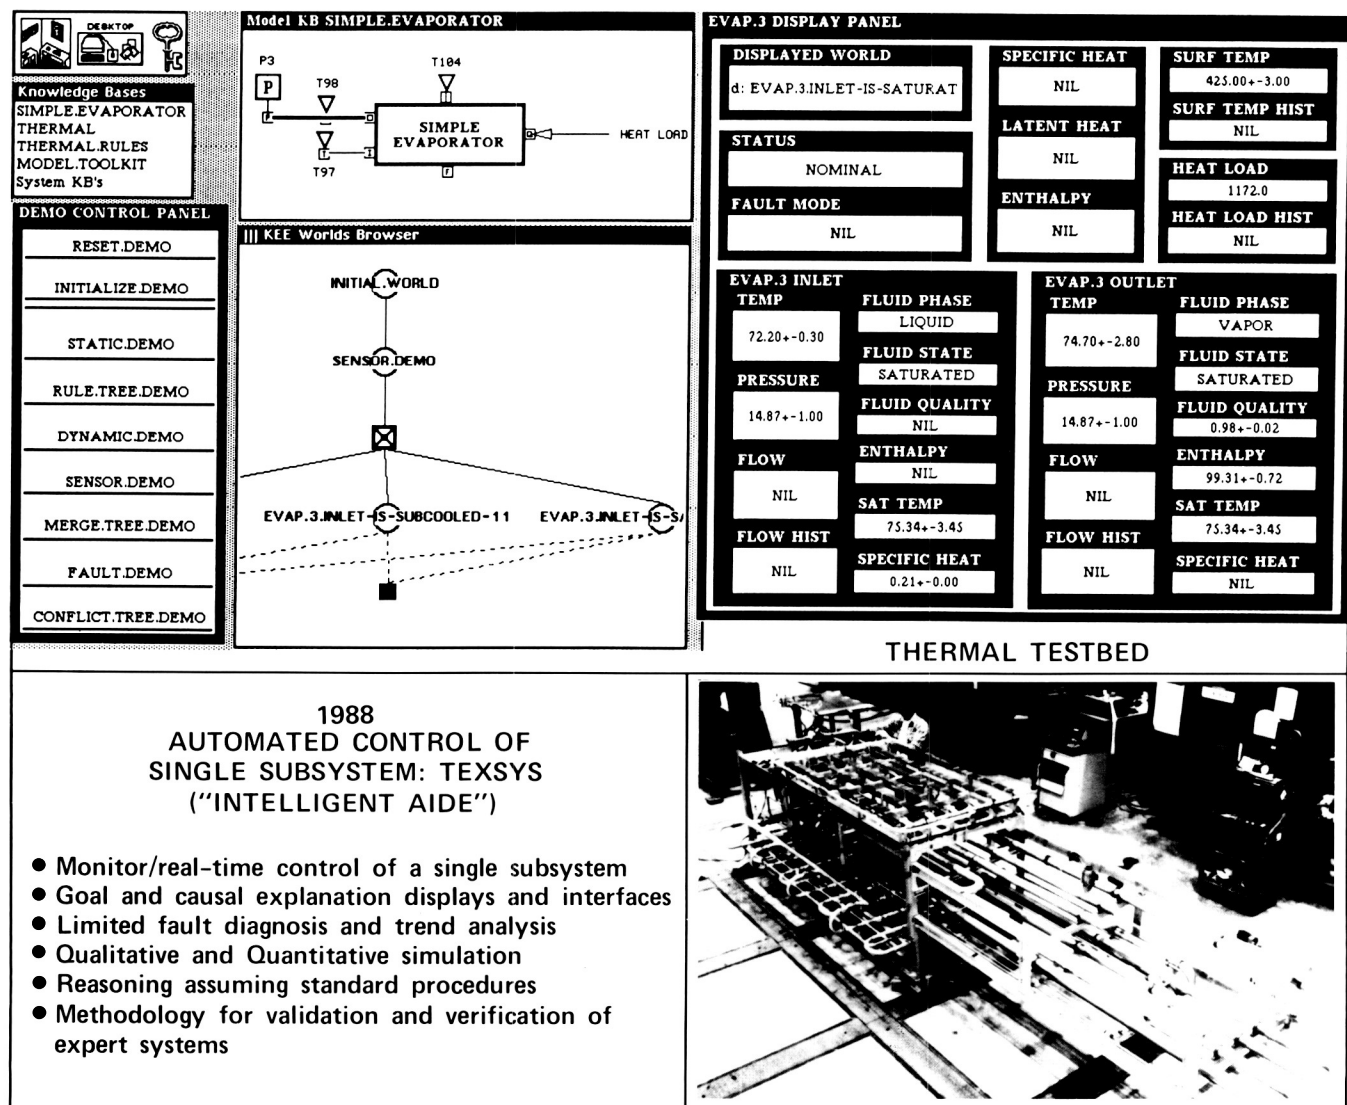 DESKTOP
Knowledge Bases
SIMPLE.EVAPORATOR
THERMAL
THERMAL.RULES
MODEL.TOOLKIT
System KB's
DEMO CONTROL PANEL
RESET.DEMO
INITIALIZE.DEMO
STATIC.DEMO
RULE.TREE.DEMO
DYNAMIC.DEMO
SENSOR.DEMO
MERGE.TREE.DEMO
FAULT.DEMO
CONFLICT.TREE.DEMO
Model KB SIMPLE.EVAPORATOR
P3
P
T98
T104
SIMPLE
EVAPORATOR
HEAT LOAD
T97
||| KEE Worlds Browser
INITIAL.WORLD
SENSOR.DEMO
EVAP.3.INLET-IS-SUBCOOLED-11
EVAP.3.INLET-IS-SA
EVAP.3 DISPLAY PANEL
DISPLAYED WORLD
d: EVAP.3.INLET-IS-SATURAT
STATUS
NOMINAL
FAULT MODE
NIL
SPECIFIC HEAT
NIL
LATENT HEAT
NIL
ENTHALPY
NIL
SURF TEMP
425.00+-3.00
SURF TEMP HIST
NIL
HEAT LOAD
1172.0
HEAT LOAD HIST
NIL
EVAP.3 INLET
TEMP
72.20+-0.30
PRESSURE
14.87+-1.00
FLOW
NIL
FLOW HIST
NIL
FLUID PHASE
LIQUID
FLUID STATE
SATURATED
FLUID QUALITY
NIL
ENTHALPY
NIL
SAT TEMP
75.34+-3.45
SPECIFIC HEAT
0.21+-0.00
EVAP.3 OUTLET
TEMP
74.70+-2.80
PRESSURE
14.87+-1.00
FLOW
NIL
FLOW HIST
NIL
FLUID PHASE
VAPOR
FLUID STATE
SATURATED
FLUID QUALITY
0.98+-0.02
ENTHALPY
99.31+-0.72
SAT TEMP
75.34+-3.45
SPECIFIC HEAT
NIL
THERMAL TESTBED
1988
AUTOMATED CONTROL OF
SINGLE SUBSYSTEM: TEXSYS
("INTELLIGENT AIDE")
● Monitor/real-time control of a single subsystem
● Goal and causal explanation displays and interfaces
● Limited fault diagnosis and trend analysis
● Qualitative and Quantitative simulation
● Reasoning assuming standard procedures
● Methodology for validation and verification of
expert systems